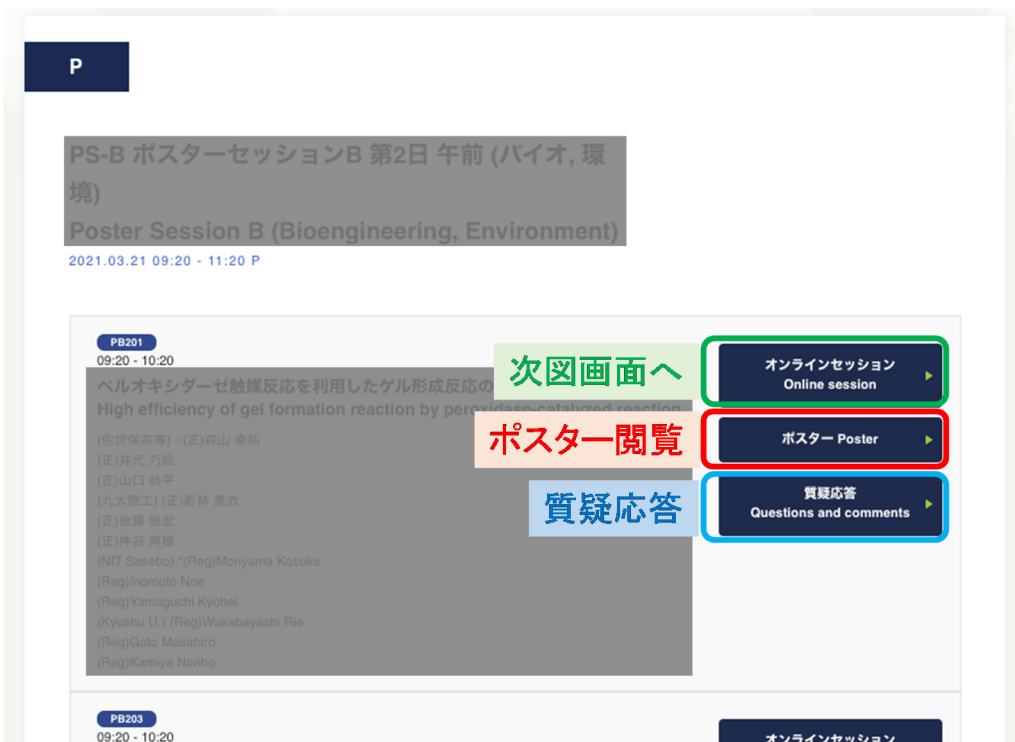 P
PS-B ポスターセッションB 第2日 午前 (バイオ, 環
境)
Poster Session B (Bioengineering, Environment)
2021.03.21 09:20 - 11:20 P
PB201
09:20 - 10:20
ペルオキシダーゼ触媒反応を利用したゲル形成反応の
High efficiency of gel formation reaction by peroxidase-catalyzed reaction
(佐世保高専) ○(正)森山 幸祐
(正)井元 乃絵
(正)山口 恭平
(九大院工) (正)若林 里衣
(正)後藤 雅宏
(正)神谷 典穂
(NIT Sasebo) *(Reg)Moriyama Kosuke
(Reg)Inomoto Noe
(Reg)Yamaguchi Kyohei
(Kyushu U.) (Reg)Wakabayashi Rie
(Reg)Goto Masahiro
(Reg)Kamiya Noriho
次図画面へ
オンラインセッション
Online session
ポスター閲覧
ポスター Poster
質疑応答
質疑応答
Questions and comments
PB203
09:20 - 10:20
オンラインセッション